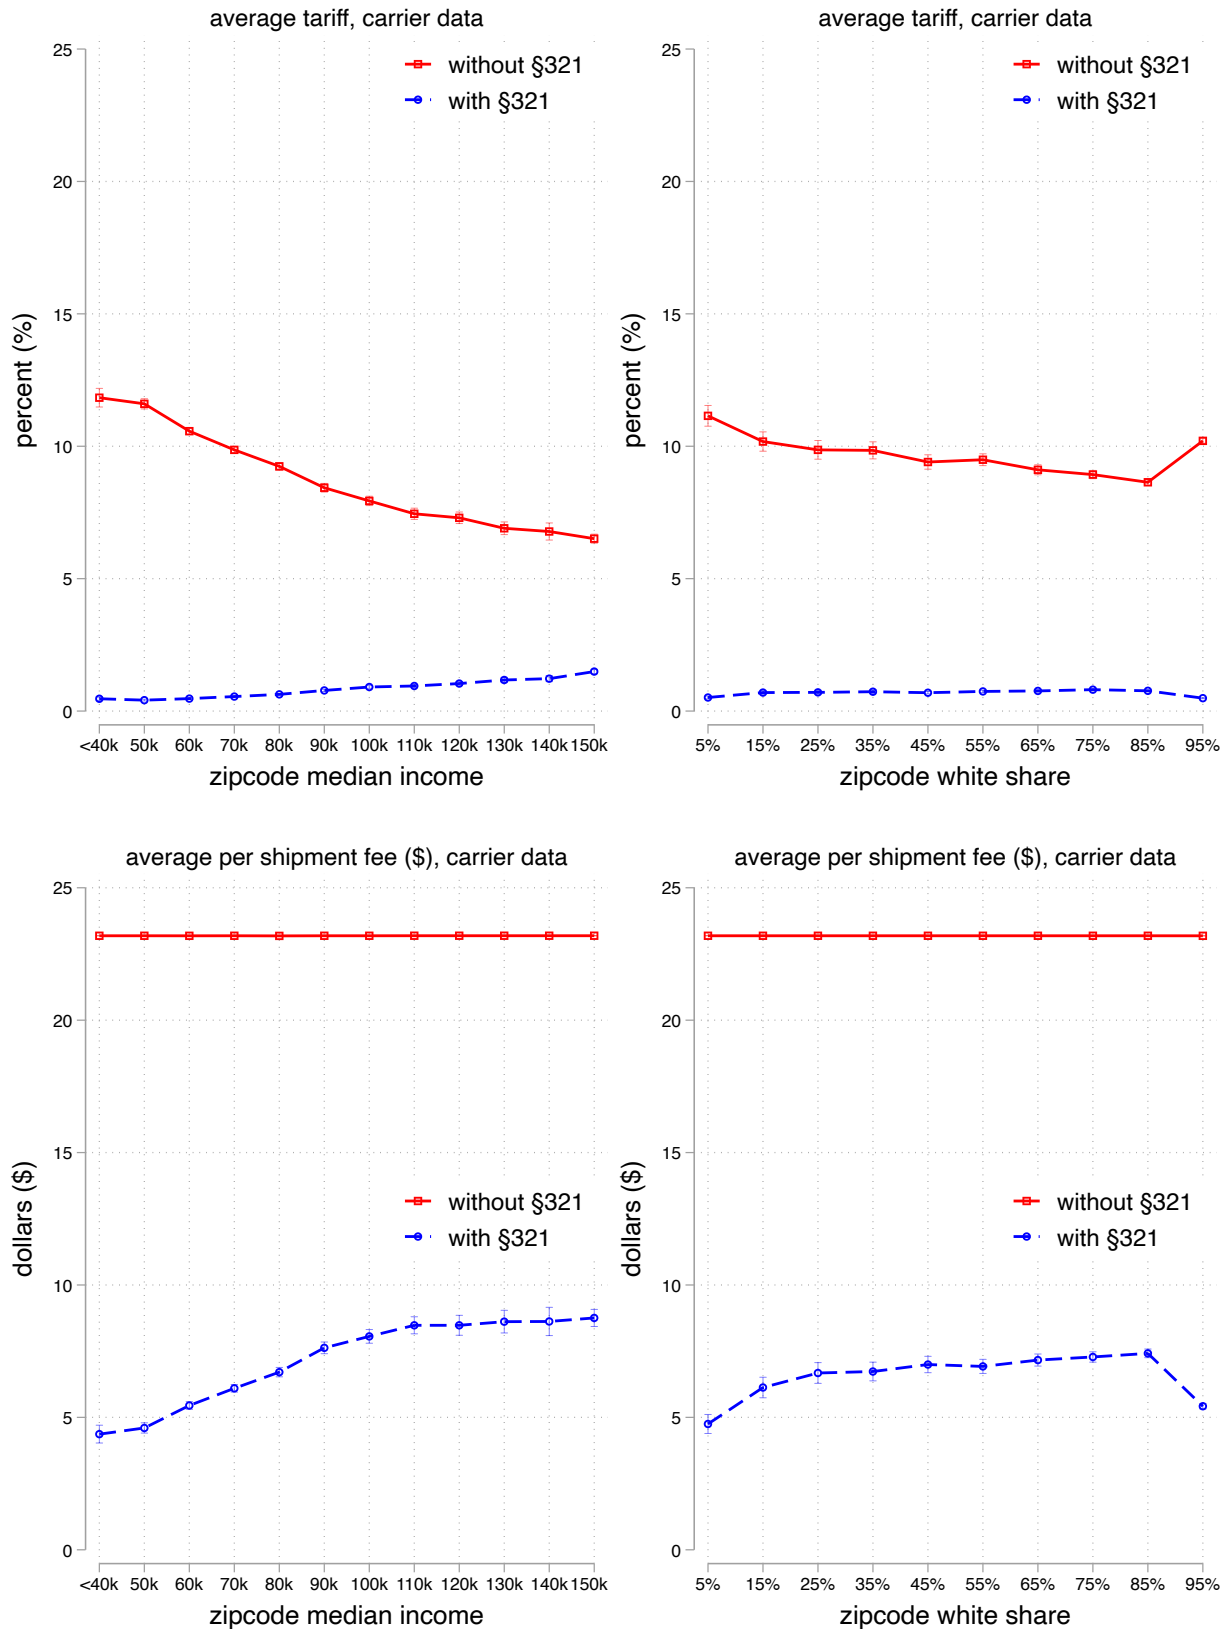 average tariff, carrier data
25
20
15
10
5
0
percent (%)
without §321
with §321
<40k 50k 60k 70k 80k 90k 100k 110k 120k 130k 140k 150k
zipcode median income
average tariff, carrier data
25
20
15
10
5
0
percent (%)
without §321
with §321
5% 15% 25% 35% 45% 55% 65% 75% 85% 95%
zipcode white share
average per shipment fee ($), carrier data
25
20
15
10
5
0
dollars ($)
without §321
with §321
<40k 50k 60k 70k 80k 90k 100k 110k 120k 130k 140k 150k
zipcode median income
average per shipment fee ($), carrier data
25
20
15
10
5
0
dollars ($)
without §321
with §321
5% 15% 25% 35% 45% 55% 65% 75% 85% 95%
zipcode white share